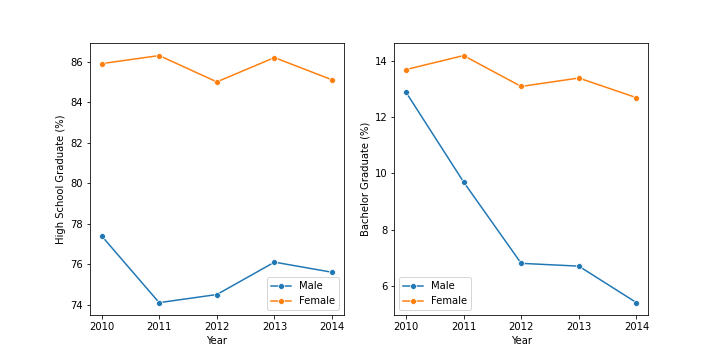 High School Graduate (%)
86
84
82
80
78
76
74
2010 2011 2012 2013 2014
Year
Male
Female
Bachelor Graduate (%)
14
12
10
8
6
2010 2011 2012 2013 2014
Year
Male
Female